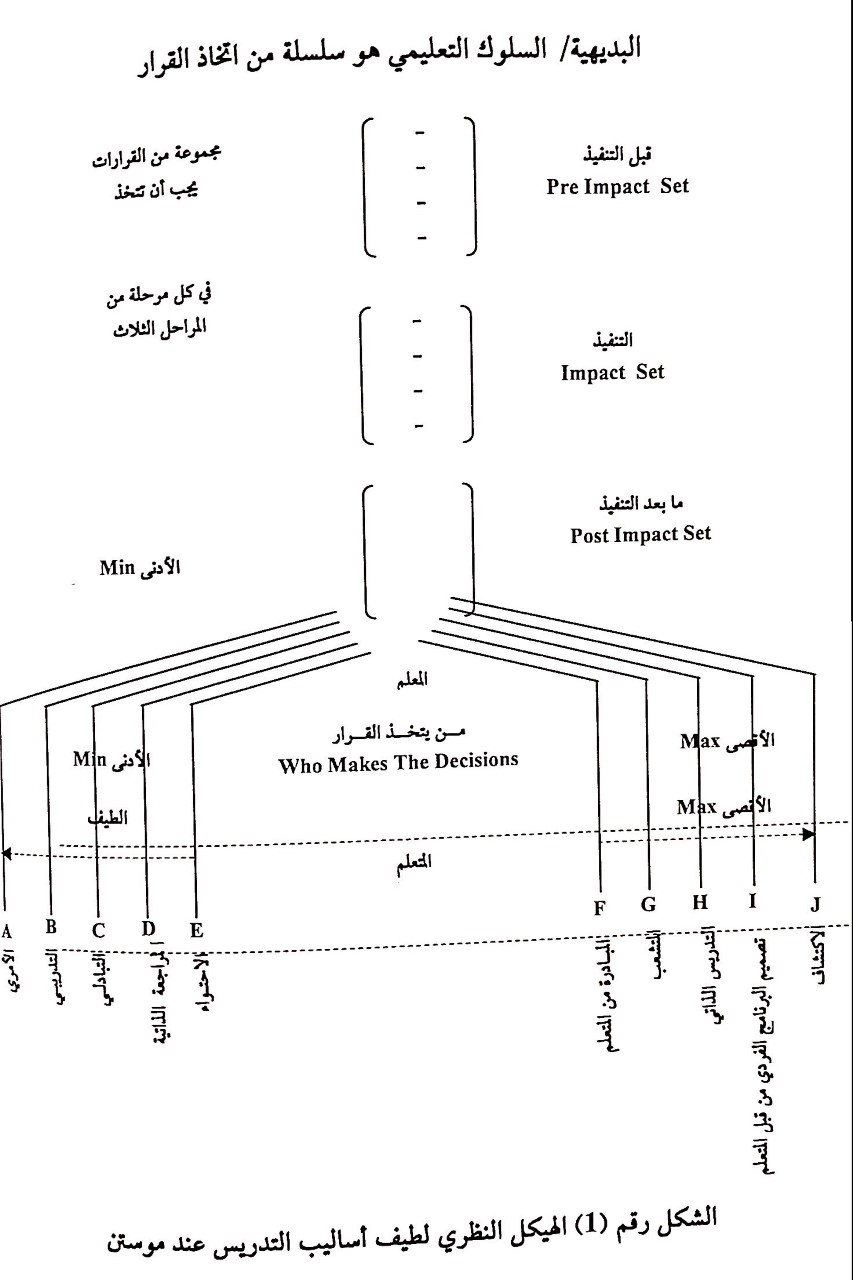 البديهية/ السلوك التعليمي هو سلسلة من اتخاذ القرار
قبل التنفيذ
Pre Impact Set
مجموعة من القرارات
يجب أن تتخذ
في كل مرحلة من
المراحل الثلاث
التنفيذ
Impact Set
ما بعد التنفيذ
Post Impact Set
الأدنى Min
المعلم
من يتخذ القرار
Who Makes The Decisions
الأقصى Max
الأدنى Min
الأقصى Max
الطيف
المتعلم
A
B
C
D
E
F
G
H
I
J
الأمري
التدريبي
التبادلي
المراجعة الذاتية
الاحتواء
المبادرة من المتعلم
المتشعب
التدريس الذاتي
تصميم البرنامج الفردي من قبل المتعلم
الاكتشاف
الشكل رقم (1) الهيكل النظري لطيف أساليب التدريس عند موستن